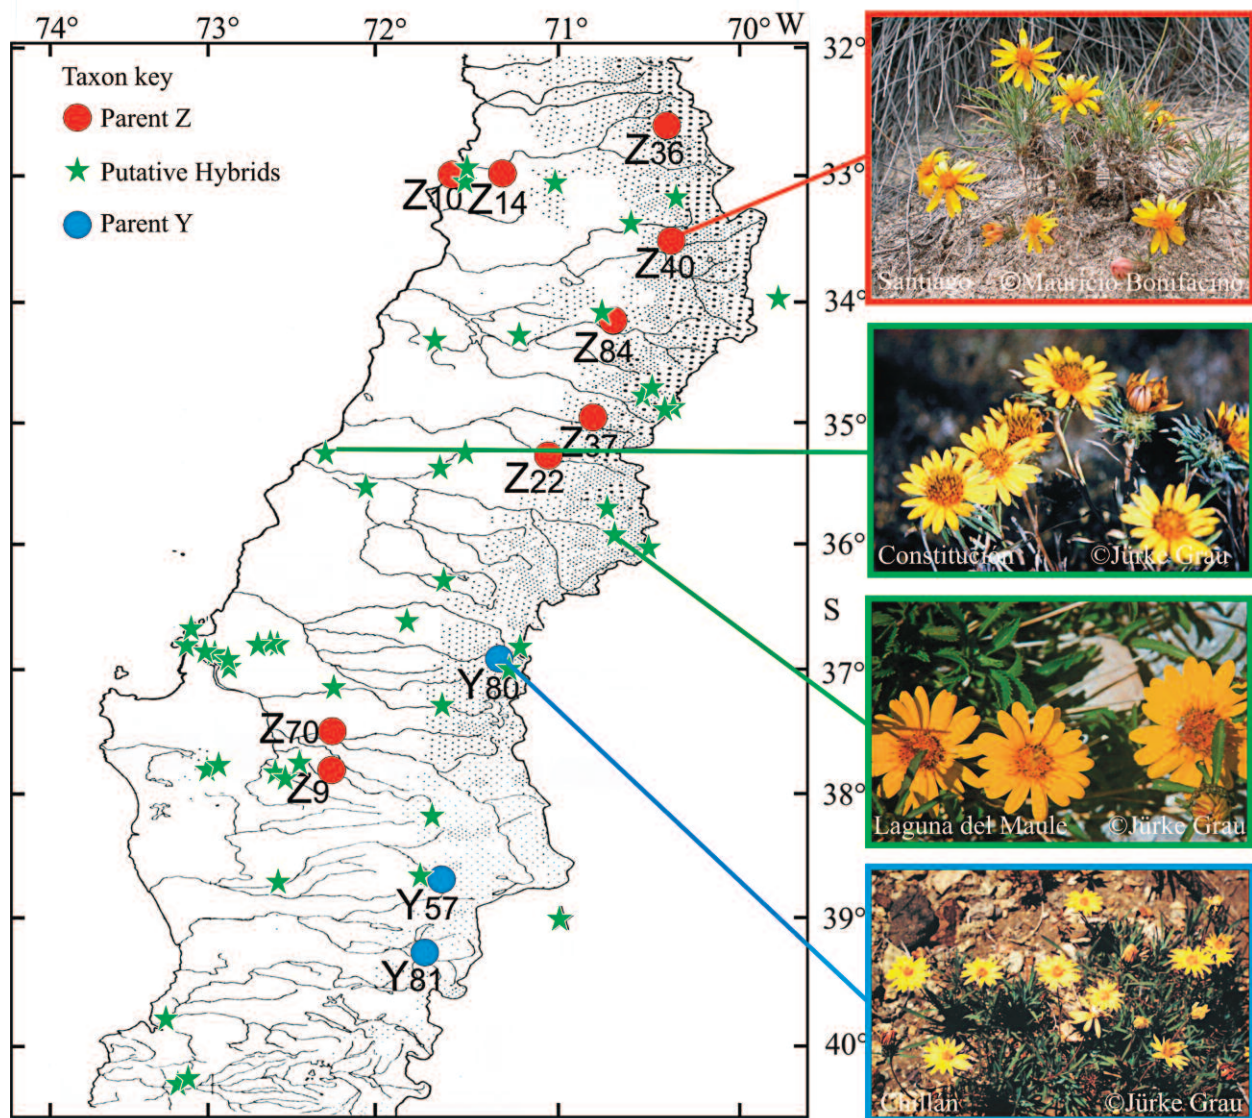 74° 73° 72° 71° W 70°
Taxon key
Parent Z
Putative Hybrids
Parent Y
32°
33°
34°
35°
36°
S
37°
38°
39°
40°
Z36
Z10 Z14
Z40
Z84
Z37
Z22
Y80
Z70
Z9
Y57
Y81
Santiago ©Mauricio Bonifacino
Constitución ©Jürke Grau
Laguna del Maule ©Jürke Grau
Chillán ©Jürke Grau